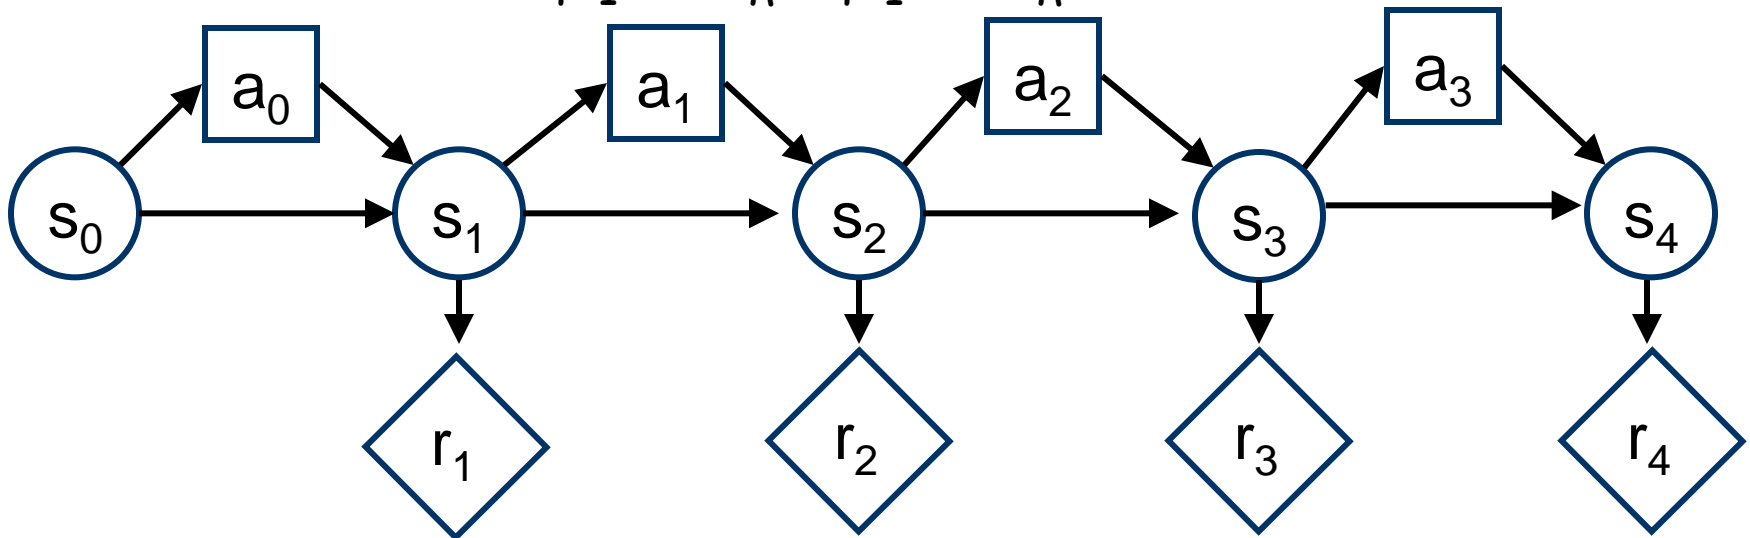 a₀ a₁ a₂ a₃
s₀ s₁ s₂ s₃ s₄
r₁ r₂ r₃ r₄